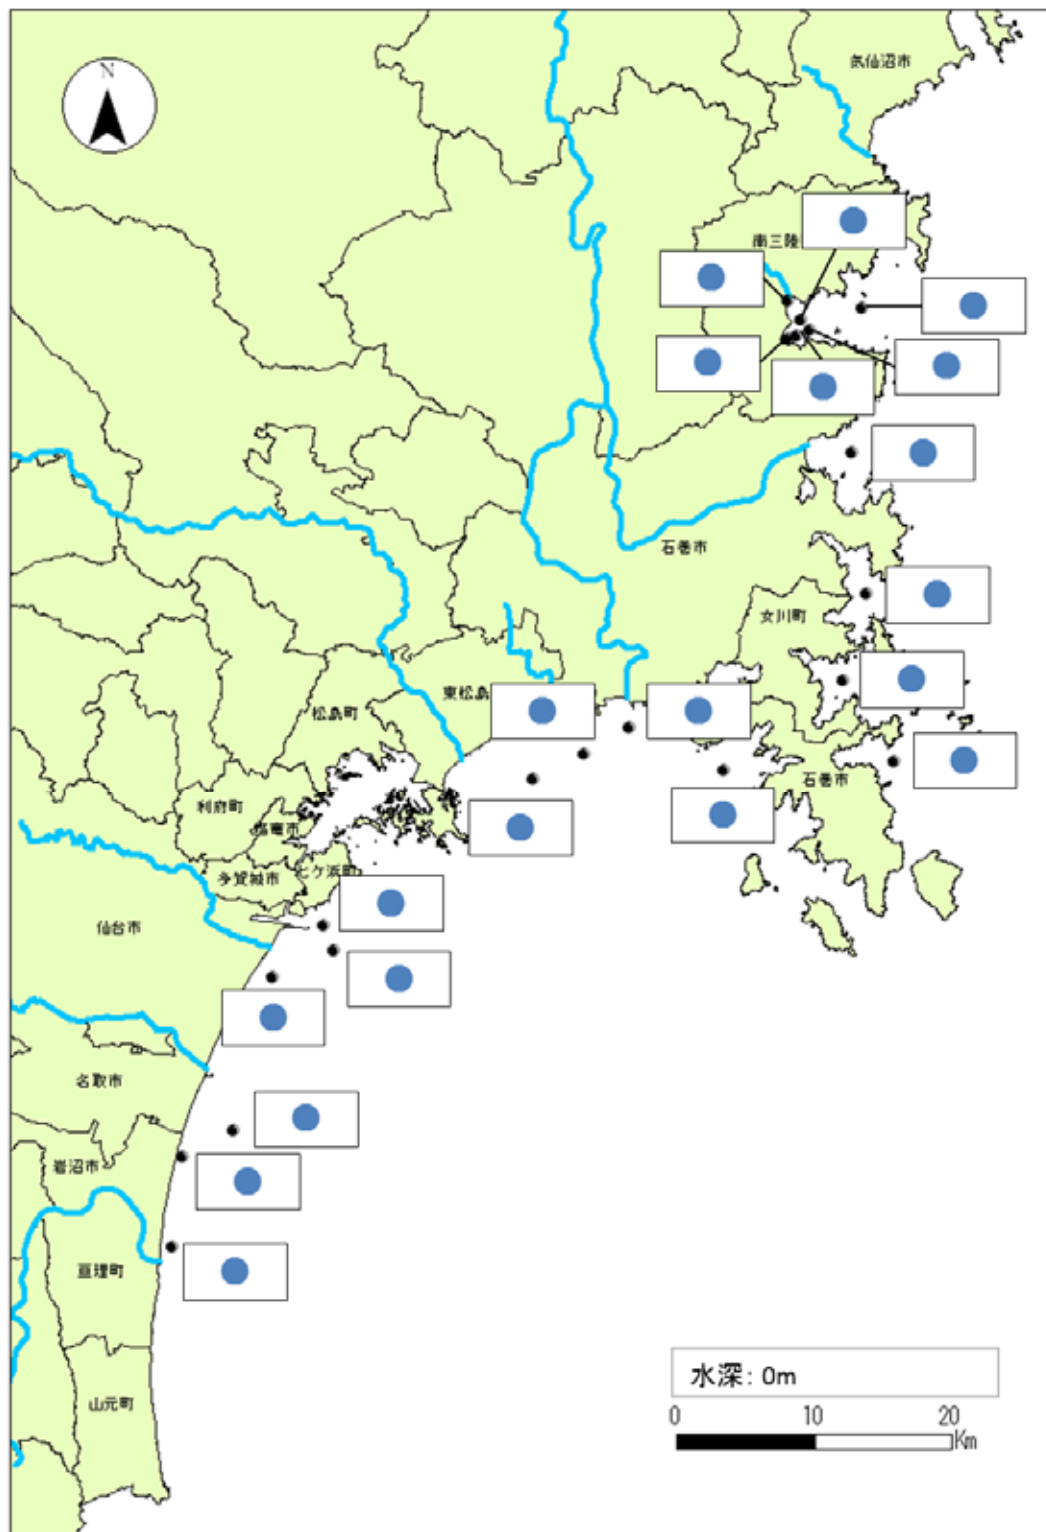 気仙沼市
N
南三陸
石巻市
女川町
東松島
松島町
石巻市
利府町
塩竈市
七ケ浜町
多賀城市
仙台市
名取市
岩沼市
亘理町
水深: 0m
山元町
0 10 20
Km